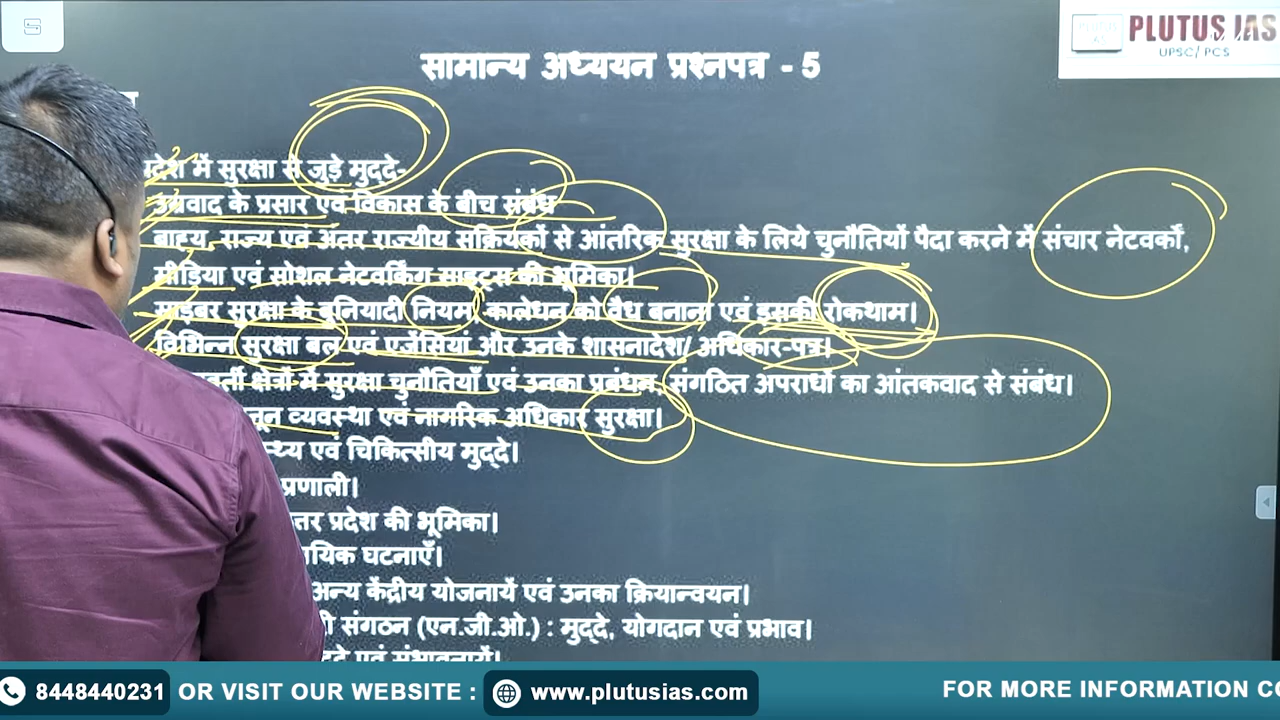 PLUTUS IAS
UPSC/ PCS
सामान्य अध्ययन प्रश्नपत्र - 5
में सुरक्षा से जुड़े मुद्दे-
उग्रवाद के प्रसार एवं विकास के बीच संबंध
बाह्य, राज्य एवं अंतर राज्यीय सक्रियकों से आंतरिक सुरक्षा के लिये चुनौतियों पैदा करने में संचार नेटवर्कों,
मीडिया एवं सोशल नेटवर्किंग साइट्स की भूमिका।
साइबर सुरक्षा के बुनियादी नियम, कालेधन को वैध बनाना एवं इसकी रोकथाम।
विभिन्न सुरक्षा बल एवं एजेंसियां और उनके शासनादेश/ अधिकार-पत्र।
क्षेत्रों में सुरक्षा चुनौतियाँ एवं उनका प्रबंधन, संगठित अपराधों का आंतकवाद से संबंध।
व्यवस्था एवं नागरिक अधिकार सुरक्षा।
एवं चिकित्सीय मुद्दे।
प्रणाली।
प्रदेश की भूमिका।
घटनाएँ।
अन्य केंद्रीय योजनायें एवं उनका क्रियान्वयन।
संगठन (एन.जी.ओ.) : मुद्दे, योगदान एवं प्रभाव।
एवं संभावनायें।
8448440231 OR VISIT OUR WEBSITE : www.plutusias.com FOR MORE INFORMATION